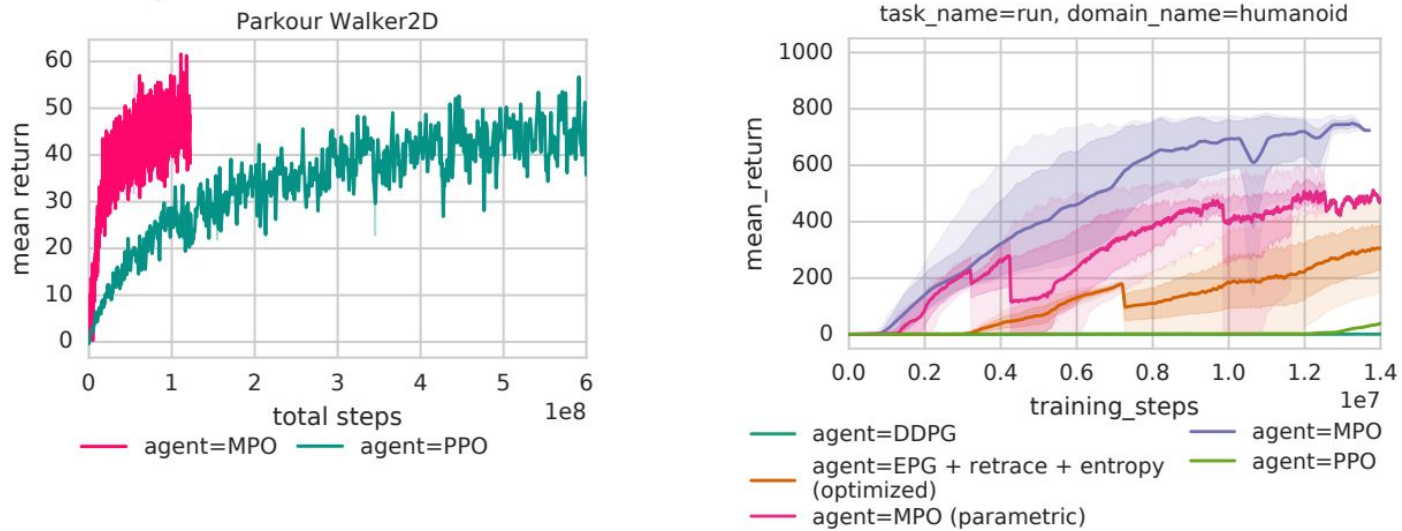 Parkour Walker2D
60
50
40
30
20
10
0
mean return
0 1 2 3 4 5 6
1e8
total steps
agent=MPO agent=PPO
task_name=run, domain_name=humanoid
1000
800
600
400
200
0
mean_return
0.0 0.2 0.4 0.6 0.8 1.0 1.2 1.4
1e7
training_steps
agent=DDPG
agent=EPG + retrace + entropy
(optimized)
agent=MPO (parametric)
agent=MPO
agent=PPO